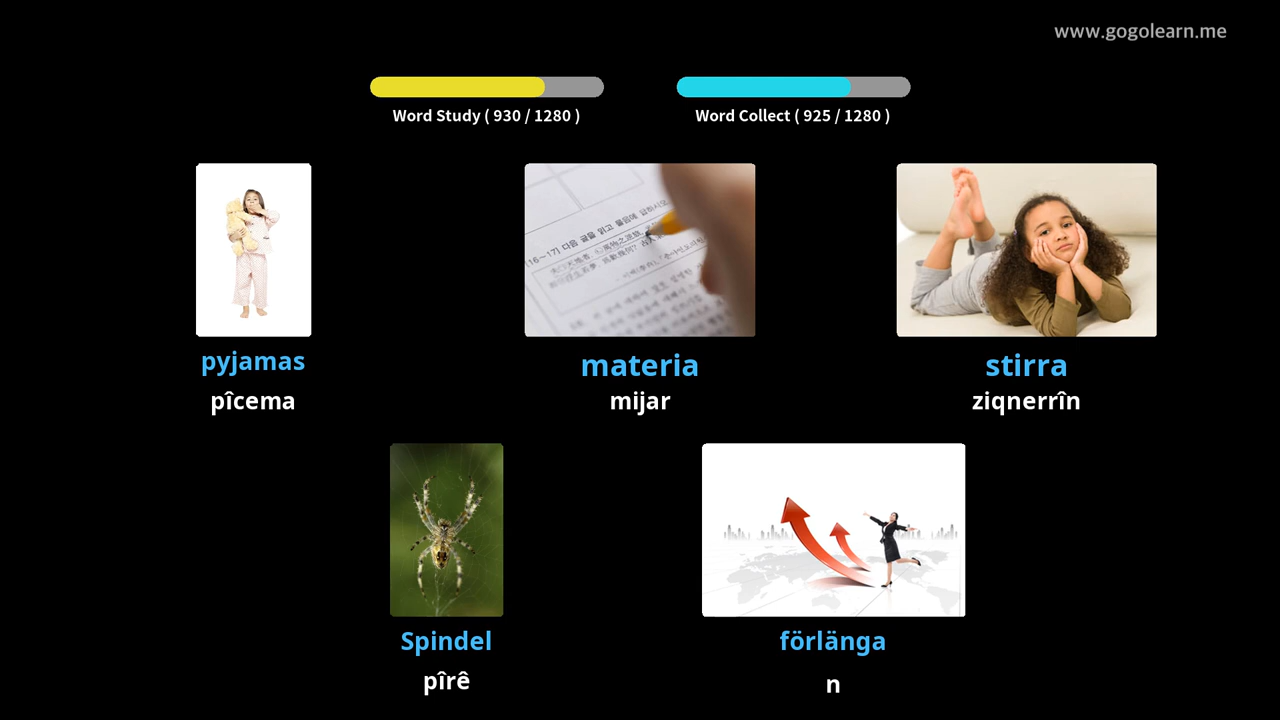 www.gogolearn.me
Word Study ( 930 / 1280 )
Word Collect ( 925 / 1280 )
pyjamas
pîcema
materia
mijar
stirra
ziqnerrîn
Spindel
pîrê
förlänga
n